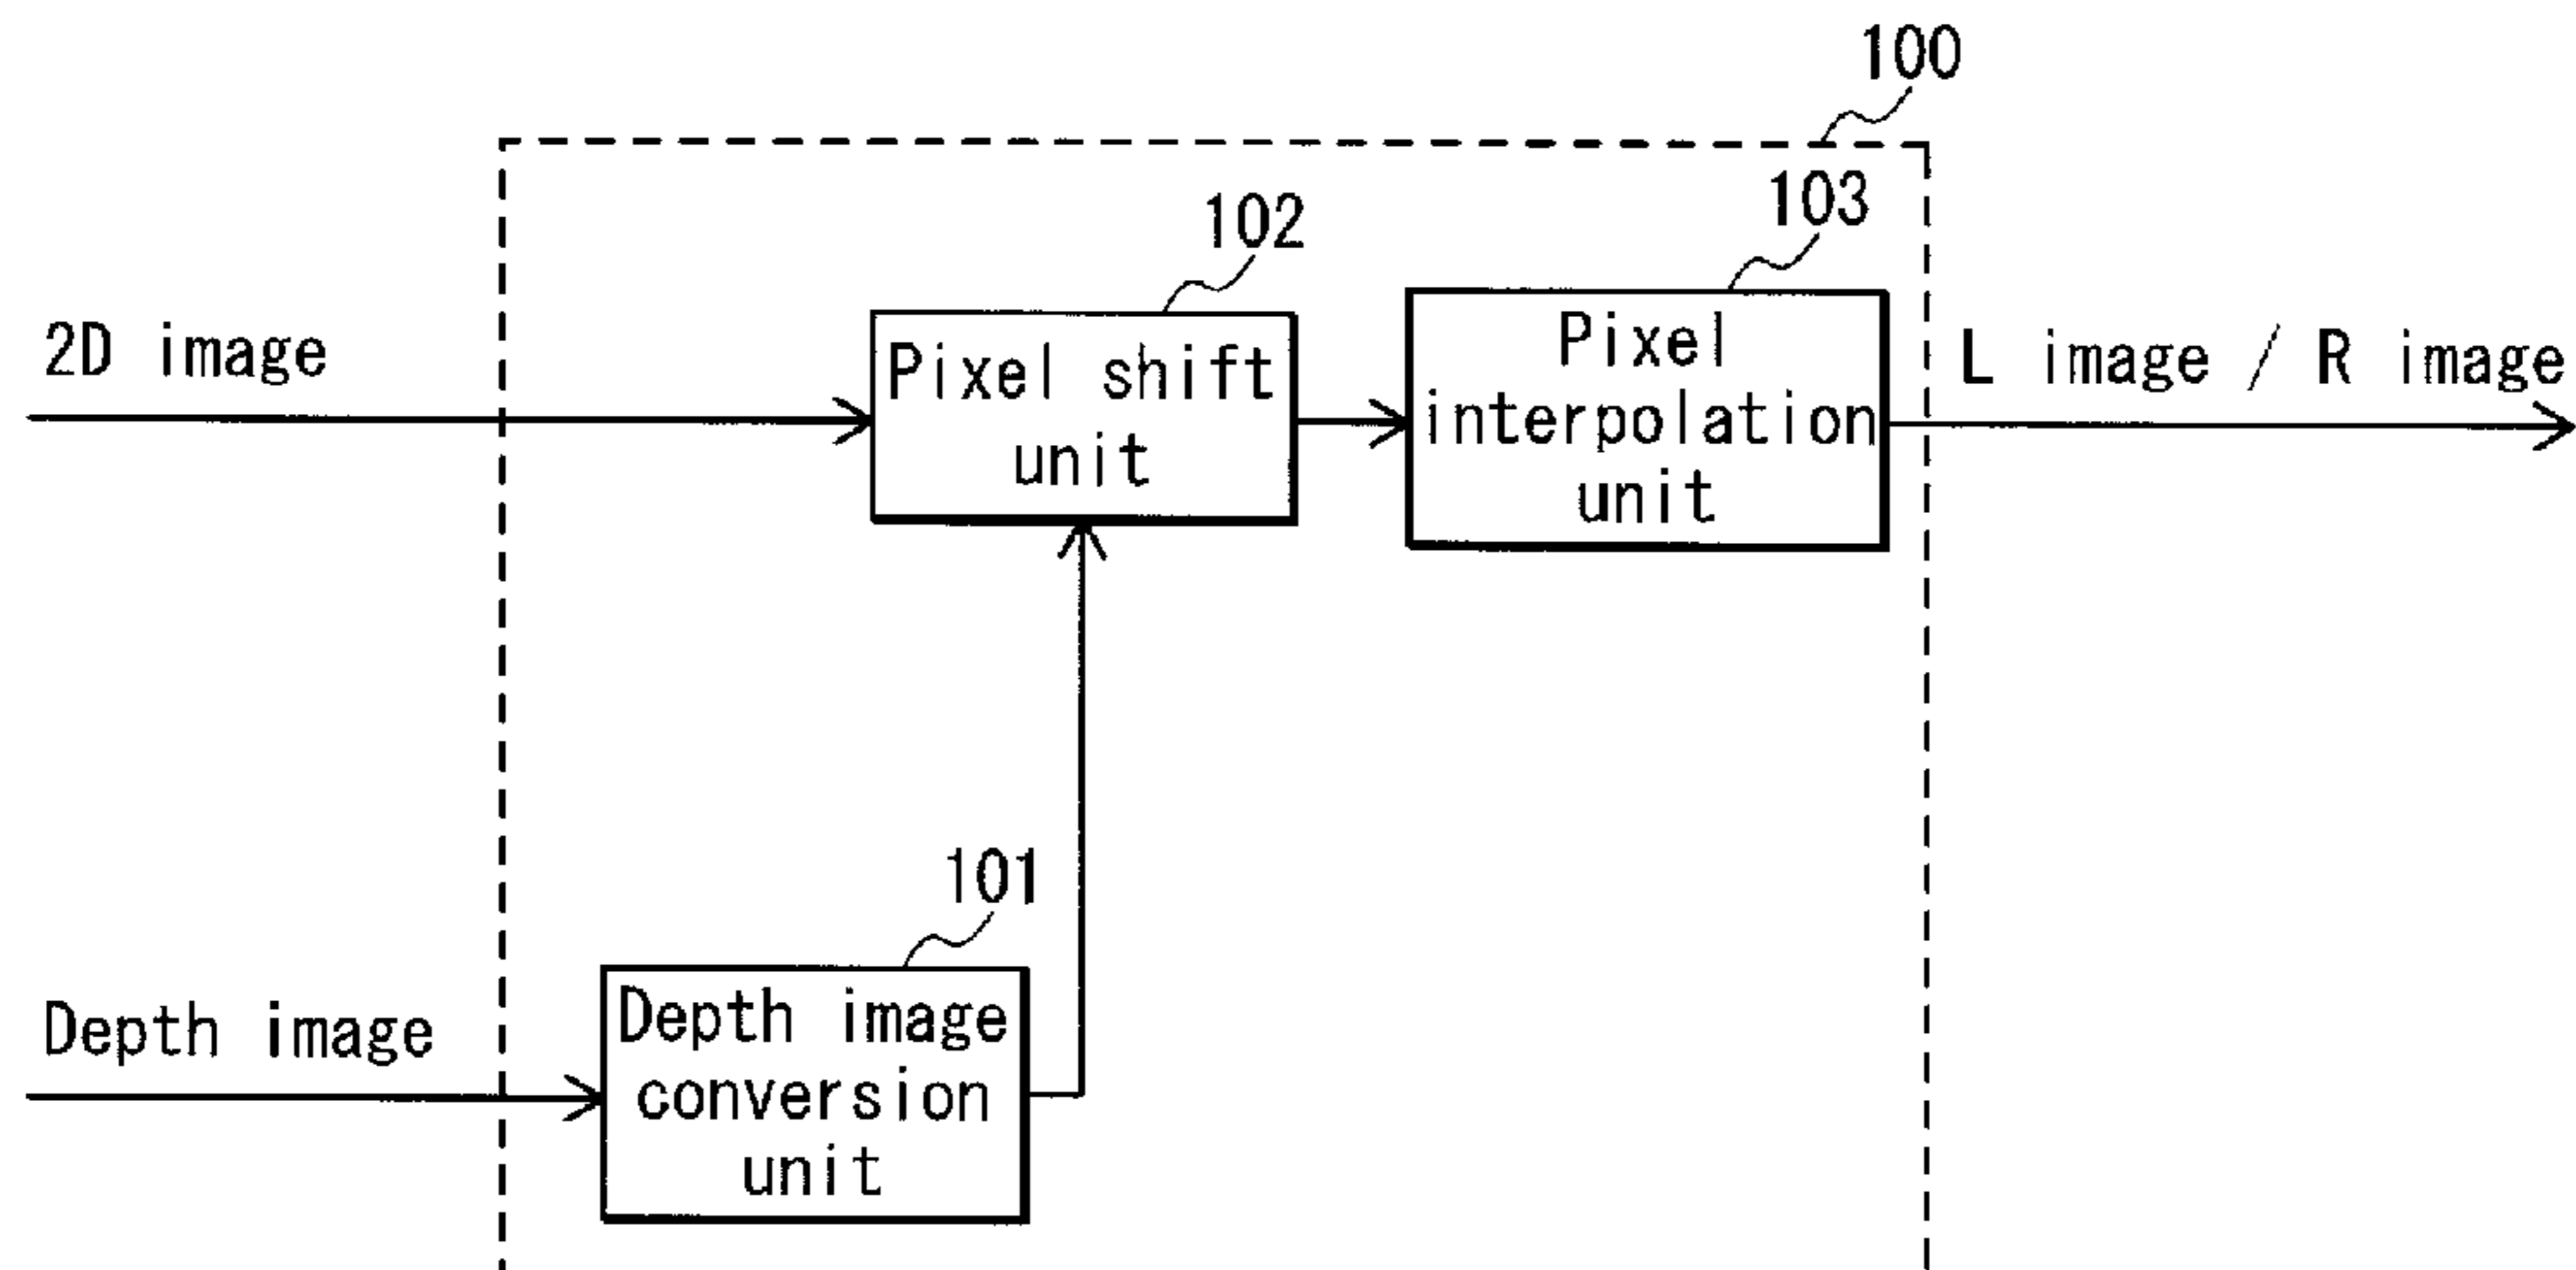 100
103
102
2D image
Pixel shift
unit
Pixel
interpolation
unit
L image / R image
101
Depth image
Depth image
conversion
unit